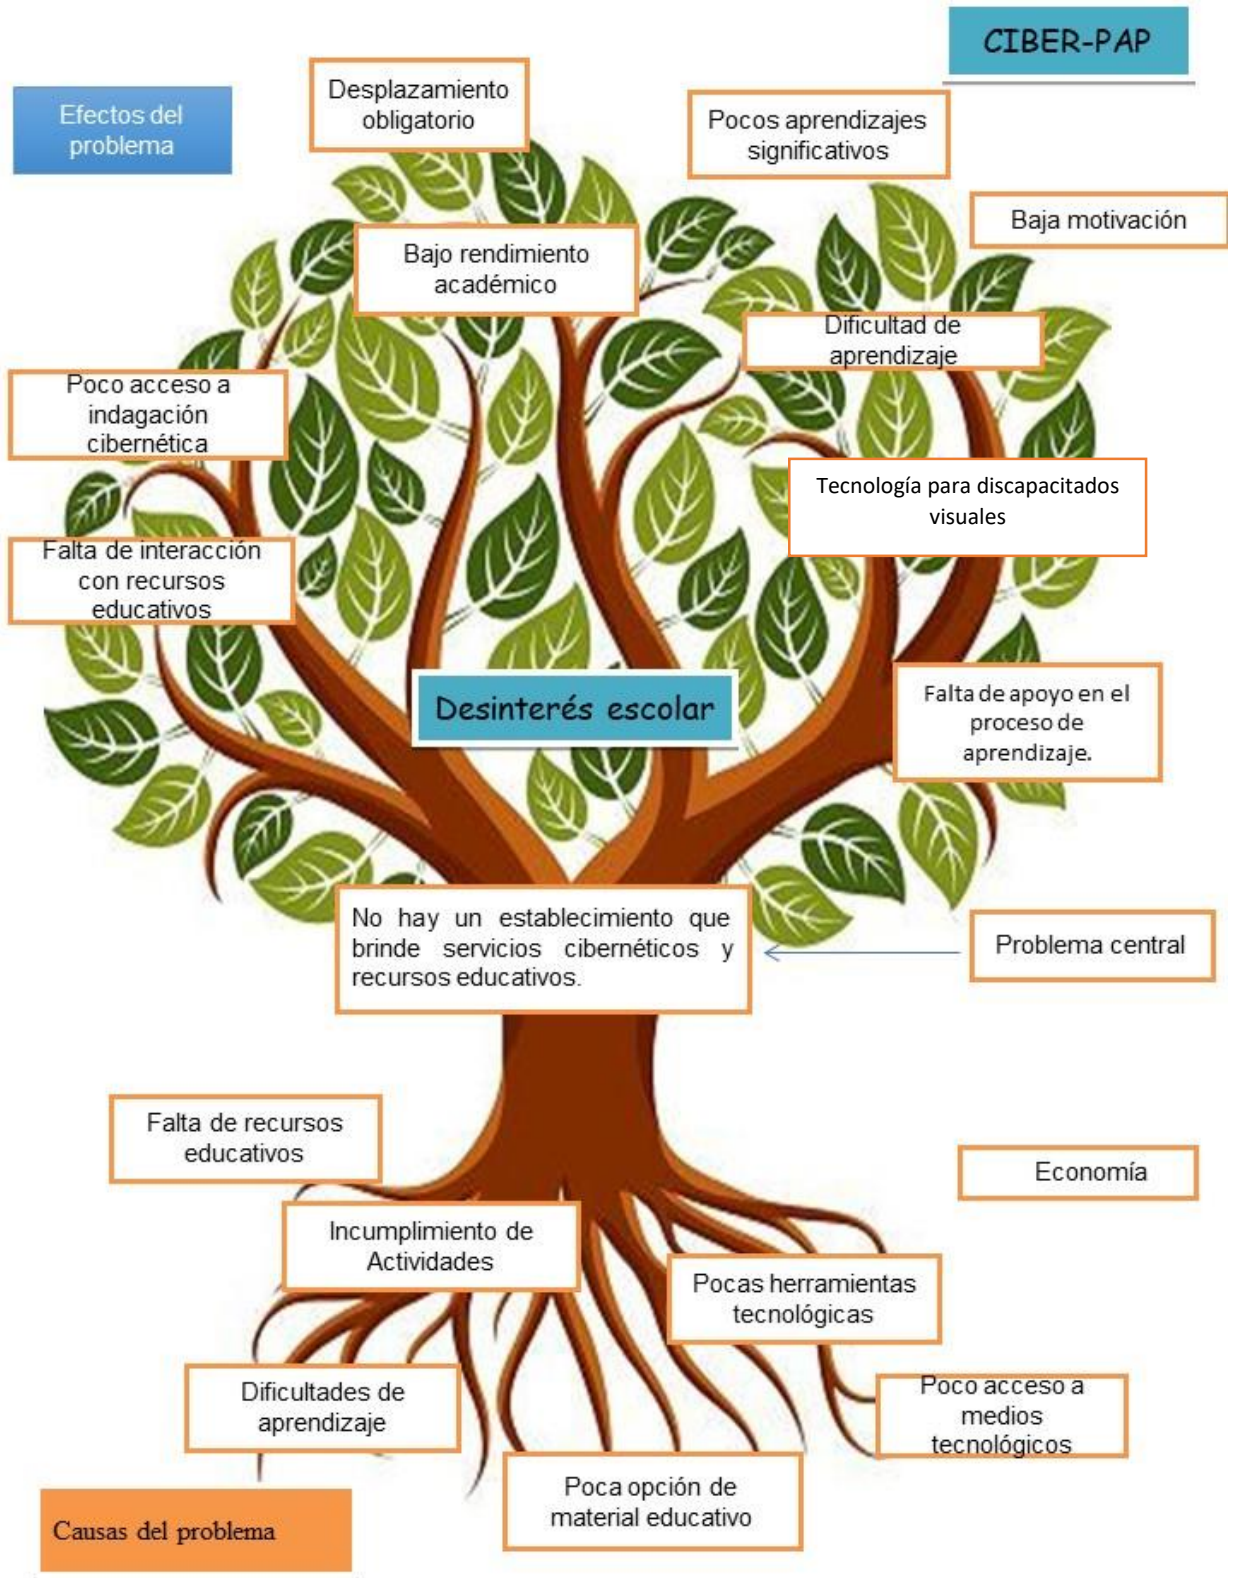 CIBER-PAP
Efectos del
problema
Desplazamiento
obligatorio
Pocos aprendizajes
significativos
Baja motivación
Bajo rendimiento
académico
Dificultad de
aprendizaje
Poco acceso a
indagación
cibernética
Tecnología para discapacitados
visuales
Falta de interacción
con recursos
educativos
Desinterés escolar
Falta de apoyo en el
proceso de
aprendizaje.
No hay un establecimiento que
brinde servicios cibernéticos y
recursos educativos.
Problema central
Falta de recursos
educativos
Economía
Incumplimiento de
Actividades
Pocas herramientas
tecnológicas
Dificultades de
aprendizaje
Poco acceso a
medios
tecnológicos
Poca opción de
material educativo
Causas del problema